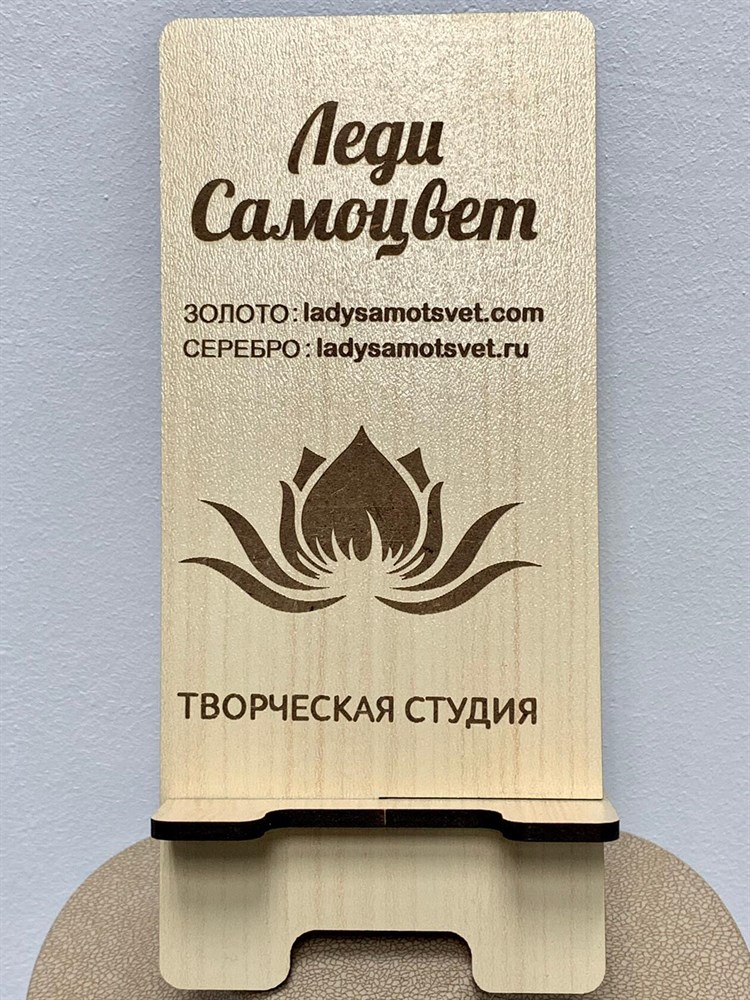 Леди
Самоцвет
ЗОЛОТО: ladysamotsvet.com
СЕРЕБРО: ladysamotsvet.ru
ТВОРЧЕСКАЯ СТУДИЯ